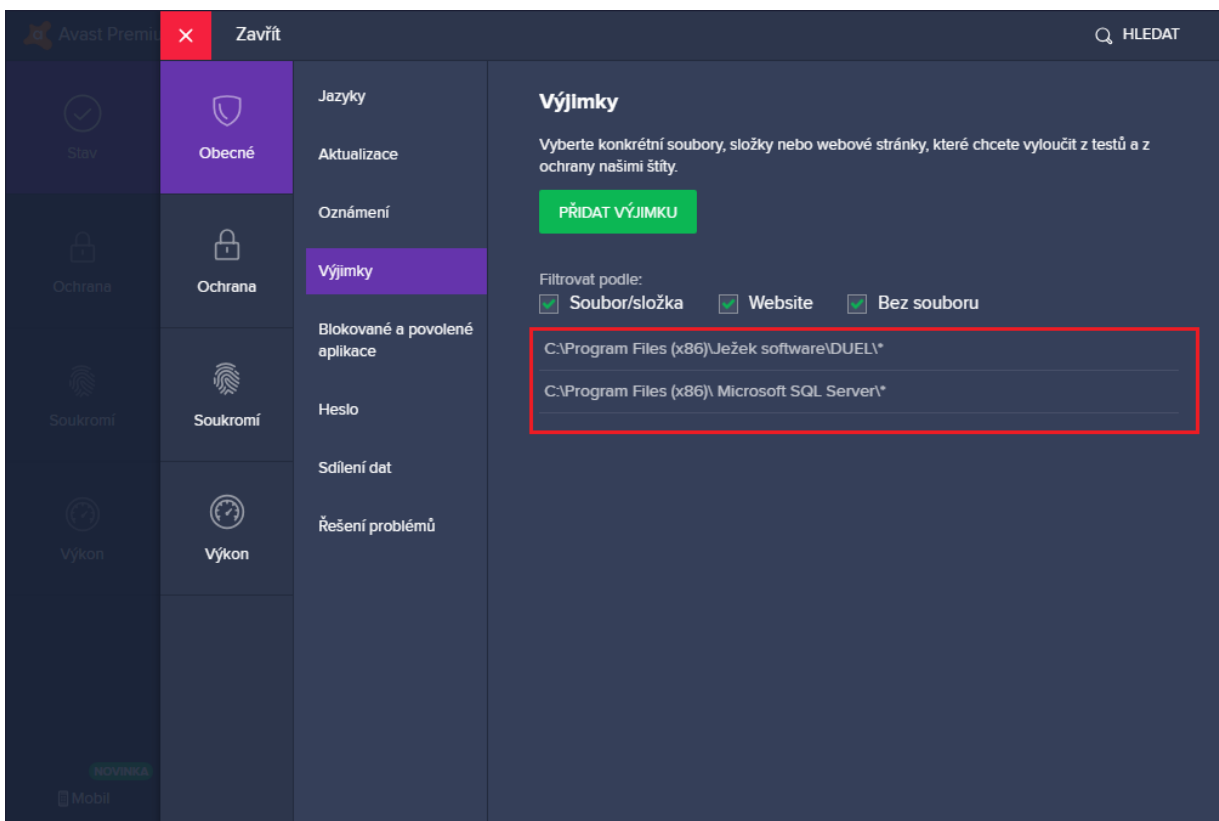 Avast Premiu
Zavřít
HLEDAT
Stav
Ochrana
Soukromí
Výkon
NOVINKA
Mobil
Obecné
Ochrana
Soukromí
Výkon
Jazyky
Aktualizace
Oznámení
Výjimky
Blokované a povolené
aplikace
Heslo
Sdílení dat
Řešení problémů
Výjimky
Vyberte konkrétní soubory, složky nebo webové stránky, které chcete vyloučit z testů a z
ochrany našimi štíty.
PŘIDAT VÝJIMKU
Filtrovat podle:
Soubor/složka Website Bez souboru
C:\Program Files (x86)\Ježek software\DUEL\*
C:\Program Files (x86)\ Microsoft SQL Server\*